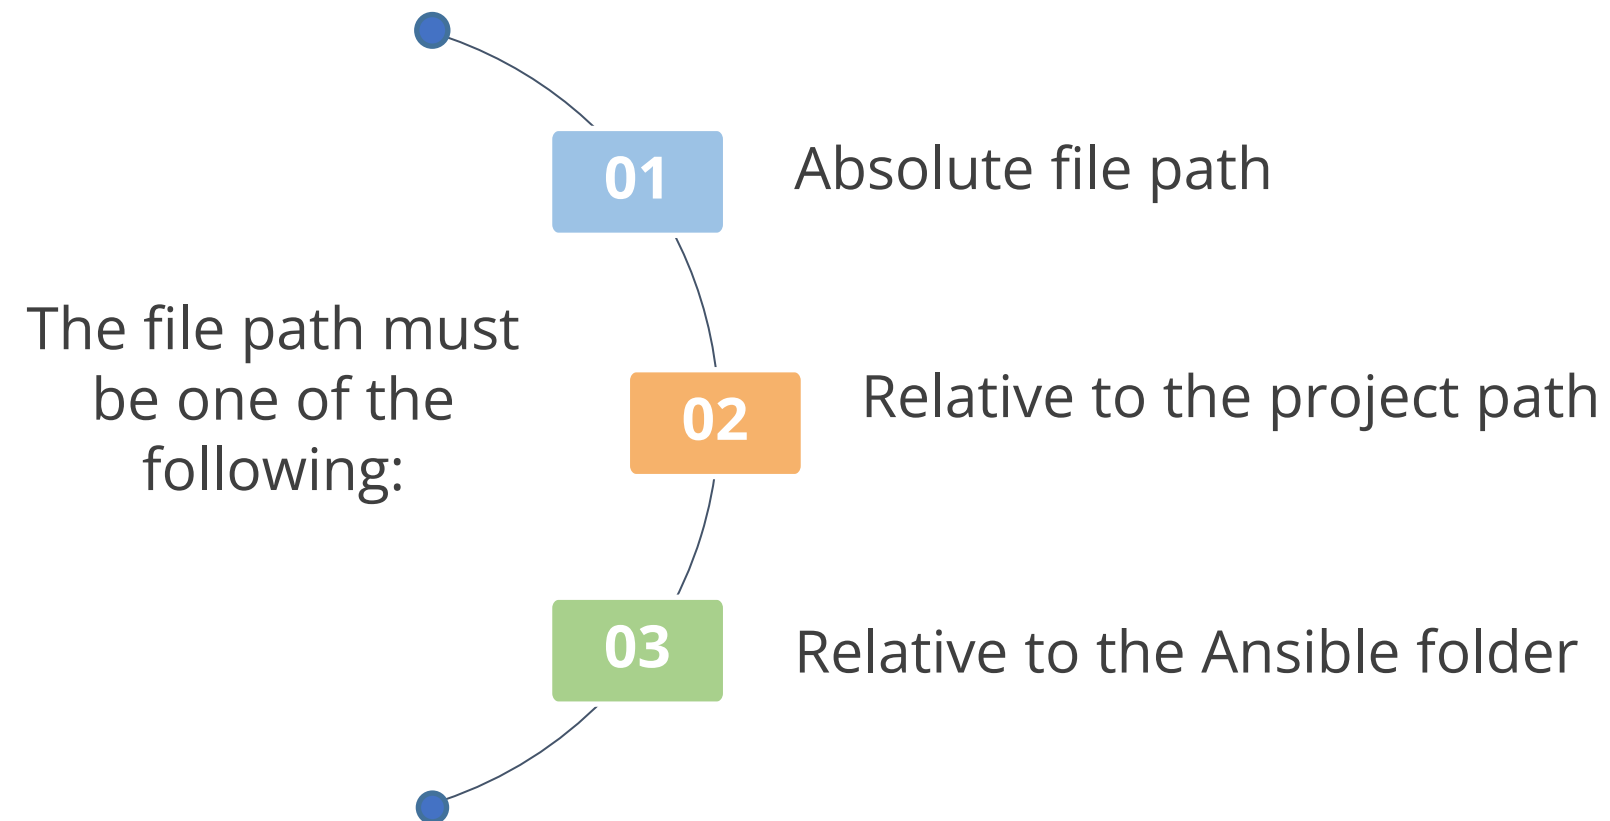 The file path must
be one of the
following:
01
Absolute file path
02
Relative to the project path
03
Relative to the Ansible folder